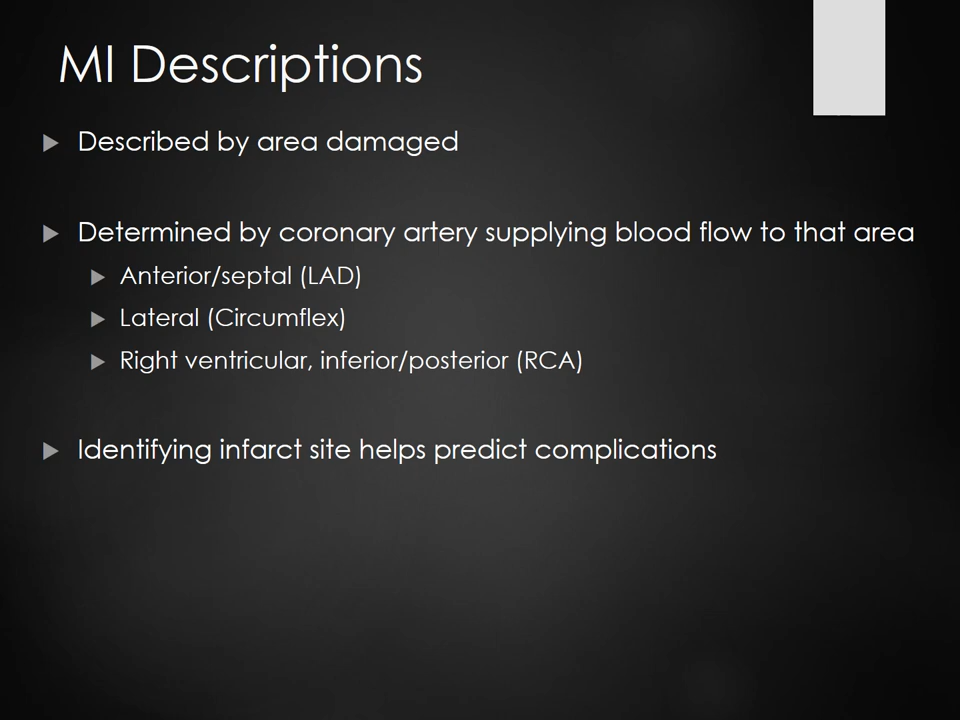 MI Descriptions
Described by area damaged
Determined by coronary artery supplying blood flow to that area
Anterior/septal (LAD)
Lateral (Circumflex)
Right ventricular, inferior/posterior (RCA)
Identifying infarct site helps predict complications